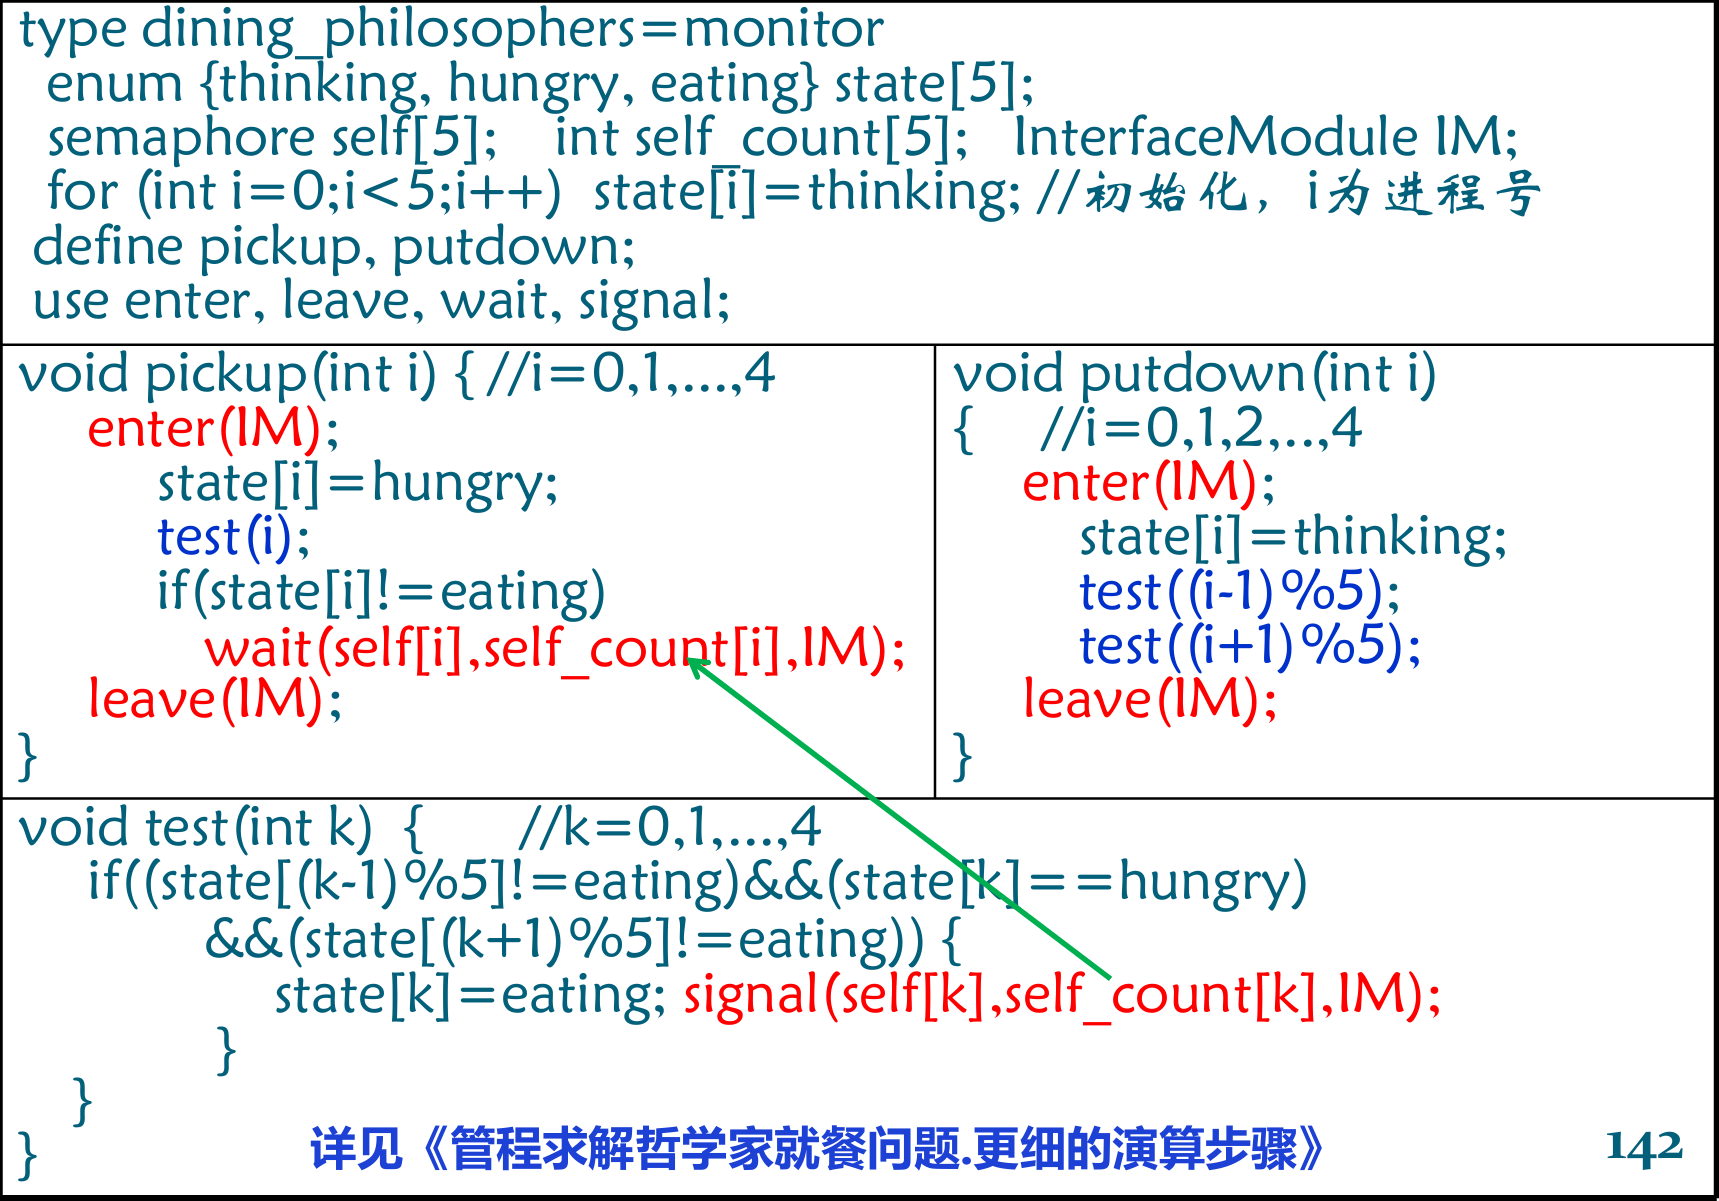 type dining_philosophers=monitor
enum {thinking, hungry, eating} state[5];
semaphore self[5];    int self_count[5];   InterfaceModule IM;
for (int i=0;i<5;i++)  state[i]=thinking; //初始化，i为进程号
define pickup, putdown;
use enter, leave, wait, signal;
void pickup(int i) { //i=0,1,...,4
enter(IM);
state[i]=hungry;
test(i);
if(state[i]!=eating)
wait(self[i],self_count[i],IM);
leave(IM);
}
void putdown(int i)
{    //i=0,1,2,..,4
enter(IM);
state[i]=thinking;
test((i-1)%5);
test((i+1)%5);
leave(IM);
}
void test(int k)  {      //k=0,1,...,4
if((state[(k-1)%5]!=eating)&&(state[k]==hungry)
&&(state[(k+1)%5]!=eating)) {
state[k]=eating; signal(self[k],self_count[k],IM);
}
}
}
详见《管程求解哲学家就餐问题.更细的演算步骤》
142